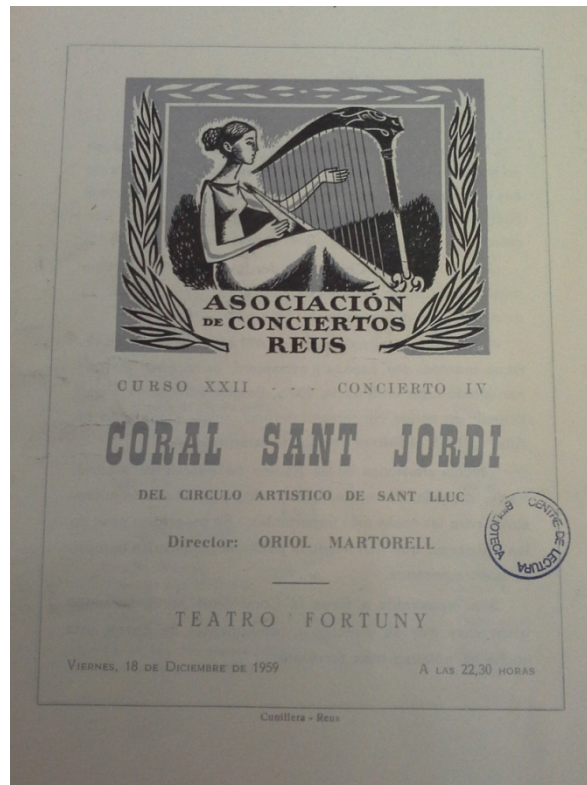 ASOCIACIÓN
DE CONCIERTOS
REUS
CURSO XXII - - - CONCIERTO IV
CORAL SANT JORDI
DEL CIRCULO ARTISTICO DE SANT LLUC
Director: ORIOL MARTORELL
CENTRE DE LECTURA
BIBLIOTECA
TEATRO FORTUNY
VIERNES, 18 DE DICIEMBRE DE 1959 A LAS 22,30 HORAS
Cunillera - Reus